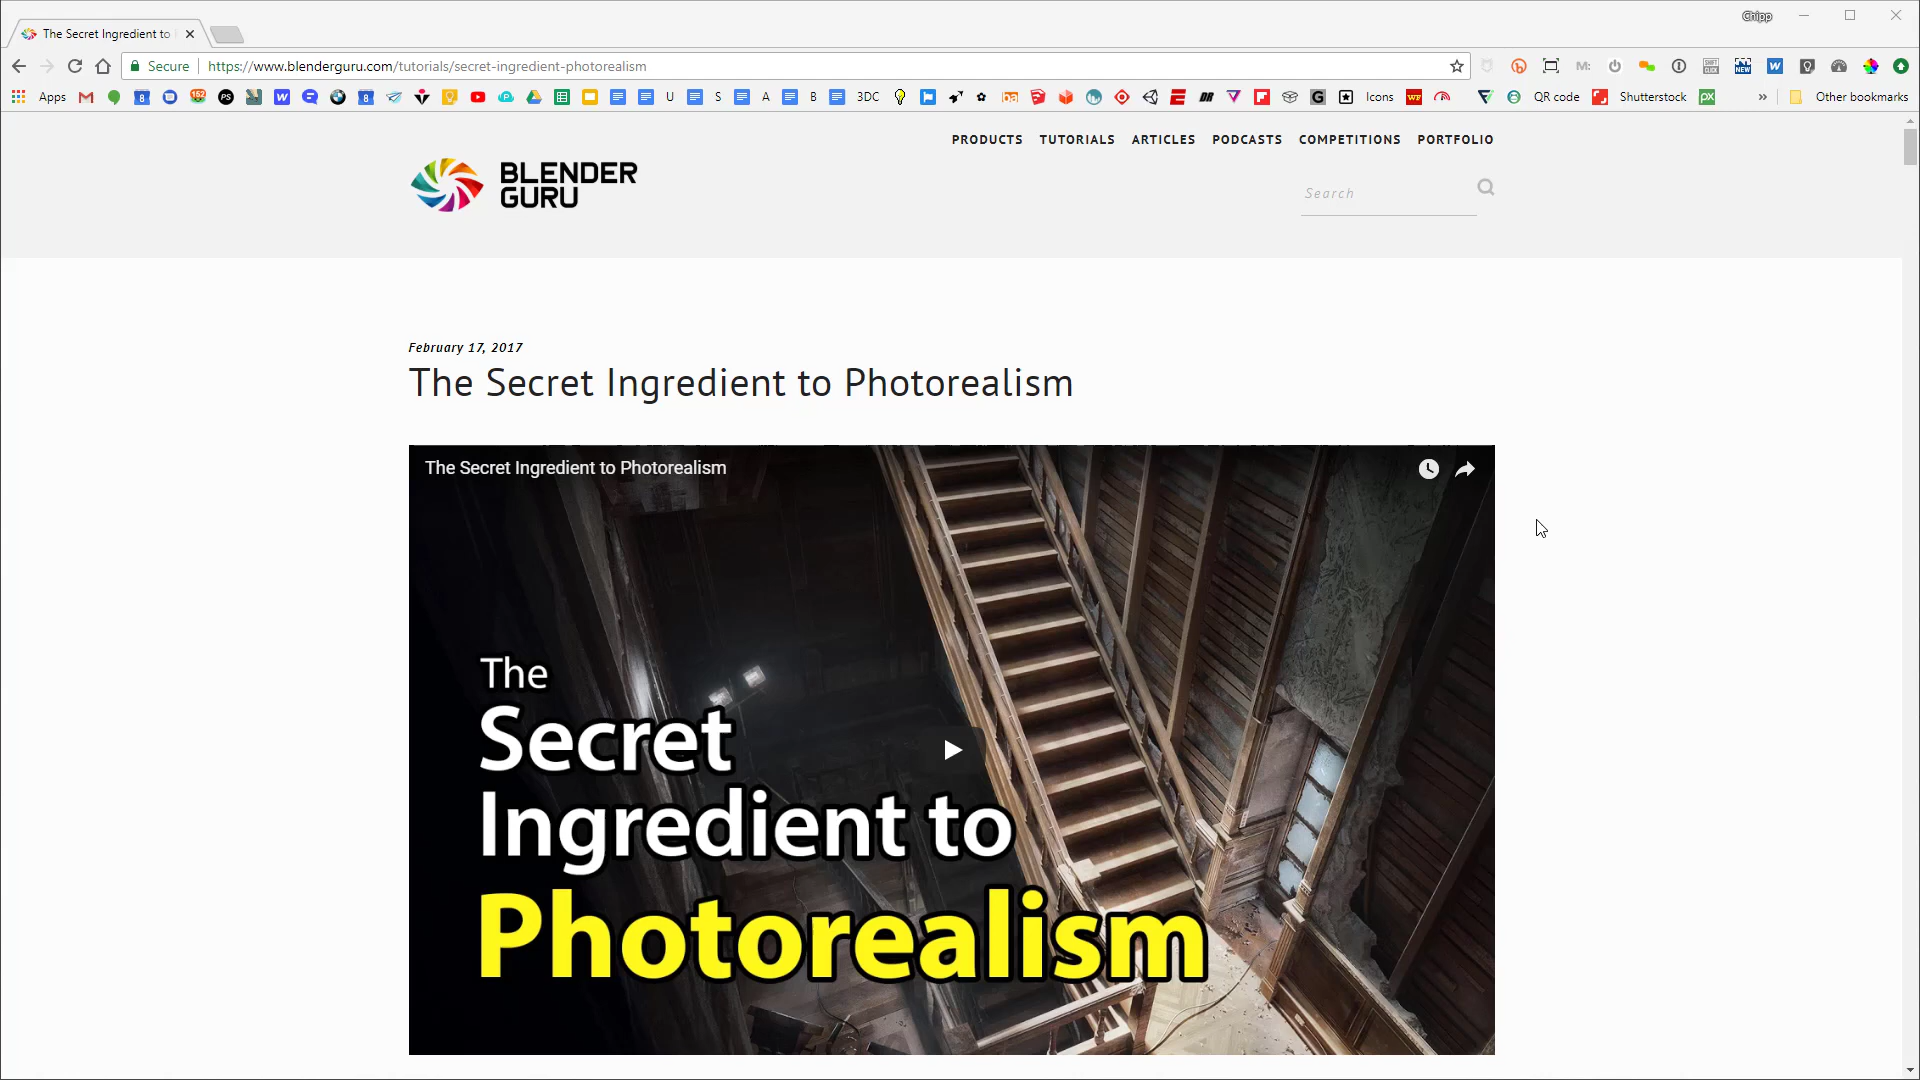 The Secret Ingredient to
Chipp
Secure
https://www.blenderguru.com/tutorials/secret-ingredient-photorealism
Apps
U
S
A
B
3DC
Icons
QR code
Shutterstock
Other bookmarks
PRODUCTS TUTORIALS ARTICLES PODCASTS COMPETITIONS PORTFOLIO
BLENDER
GURU
Search
February 17, 2017
The Secret Ingredient to Photorealism
The Secret Ingredient to Photorealism
The
Secret
Ingredient to
Photorealism